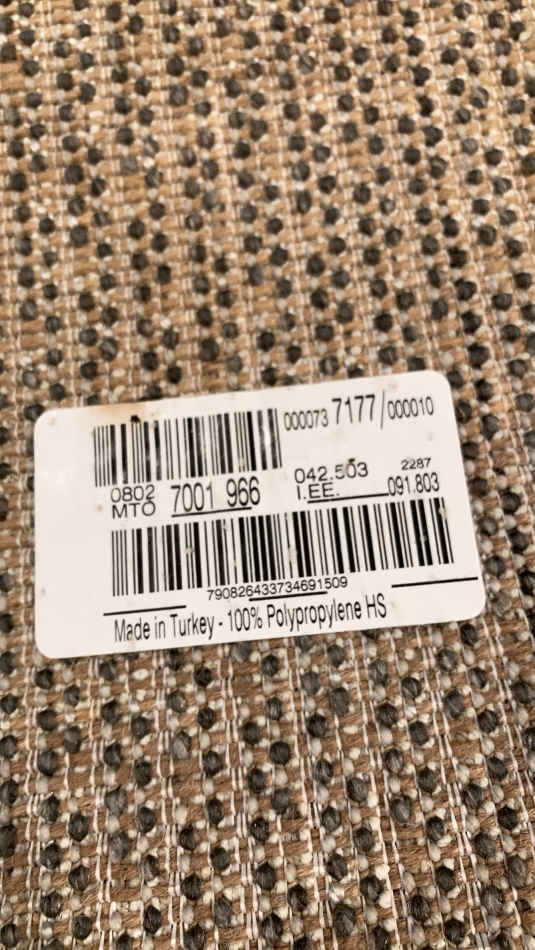 000073 7177/000010
0802 7001 966 042.503 2287
MTO I.EE. 091.803
790826433734691509
Made in Turkey - 100% Polypropylene HS